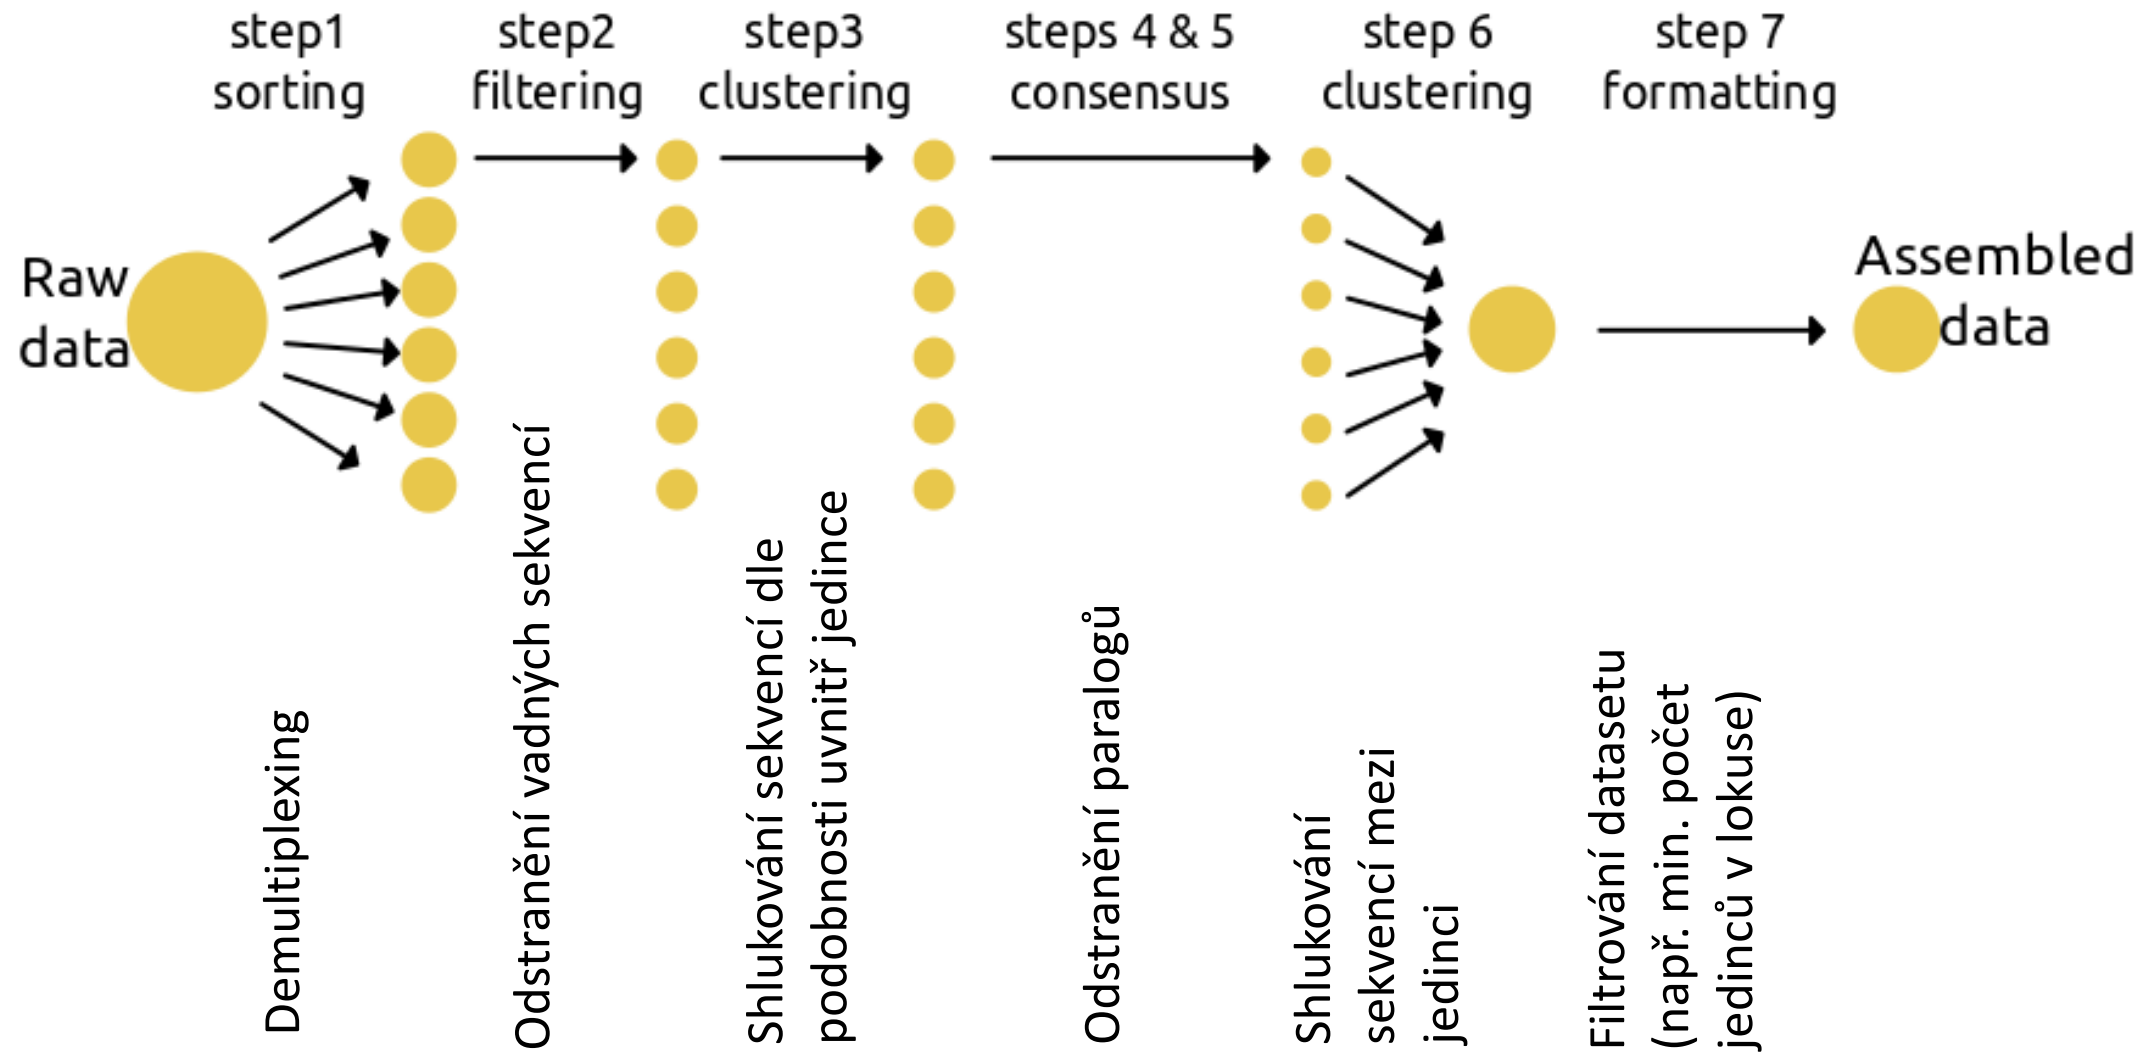 step1
sorting
step2
filtering
step3
clustering
steps 4 & 5
consensus
step 6
clustering
step 7
formatting
Raw
data
Assembled
data
Demultiplexing
Odstranění vadných sekvencí
Shlukování sekvencí dle
podobnosti uvnitř jedince
Odstranění paralogů
Shlukování
sekvencí mezi
jedinci
Filtrování datasetu
(např. min. počet
jedinců v lokuse)